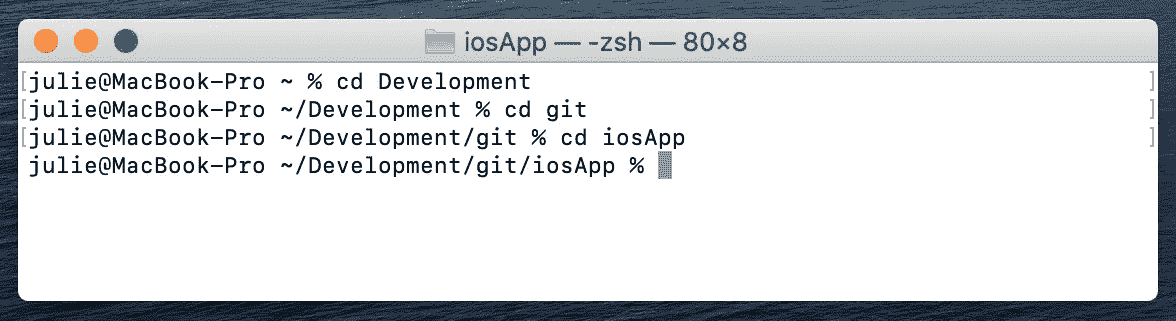 iosApp — -zsh — 80×8
[julie@MacBook-Pro ~ % cd Development ]
[julie@MacBook-Pro ~/Development % cd git ]
[julie@MacBook-Pro ~/Development/git % cd iosApp ]
julie@MacBook-Pro ~/Development/git/iosApp %